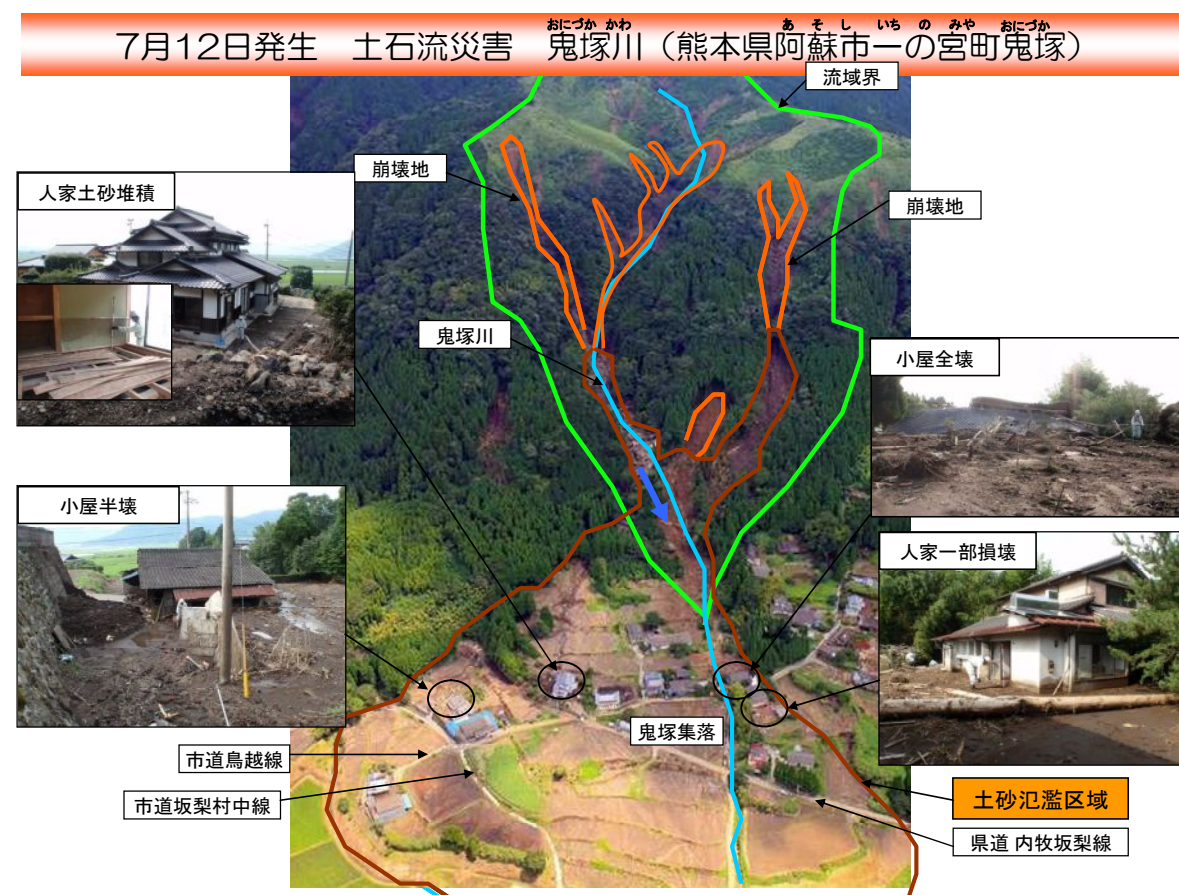 おにづか かわ
あ そ し いち の みや おにづか
7月12日発生 土石流災害 鬼塚川（熊本県阿蘇市一の宮町鬼塚）
流域界
崩壊地
人家土砂堆積
崩壊地
鬼塚川
小屋全壊
小屋半壊
人家一部損壊
鬼塚集落
市道鳥越線
市道坂梨村中線
土砂氾濫区域
県道 内牧坂梨線